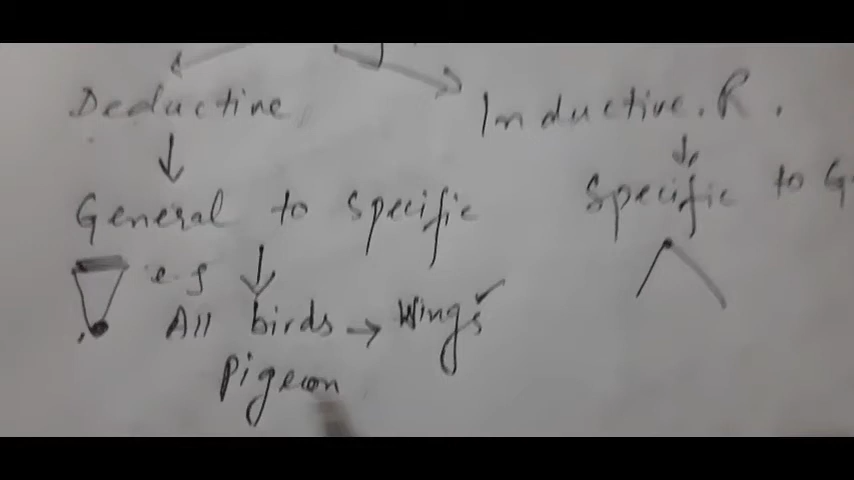 Deductive
Inductive. R.
General to specific
Specific to G
e.g
All birds → Wings ✓
Pigeon